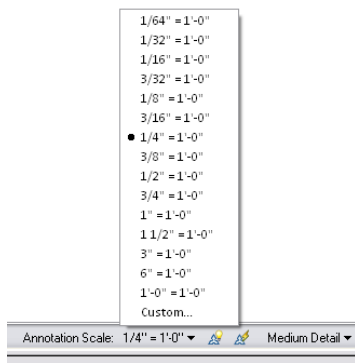 1/64" = 1'-0"
1/32" = 1'-0"
1/16" = 1'-0"
3/32" = 1'-0"
1/8" = 1'-0"
3/16" = 1'-0"
1/4" = 1'-0"
3/8" = 1'-0"
1/2" = 1'-0"
3/4" = 1'-0"
1" = 1'-0"
1 1/2" = 1'-0"
3" = 1'-0"
6" = 1'-0"
1'-0" = 1'-0"
Custom...
Annotation Scale: 1/4" = 1'-0" Medium Detail